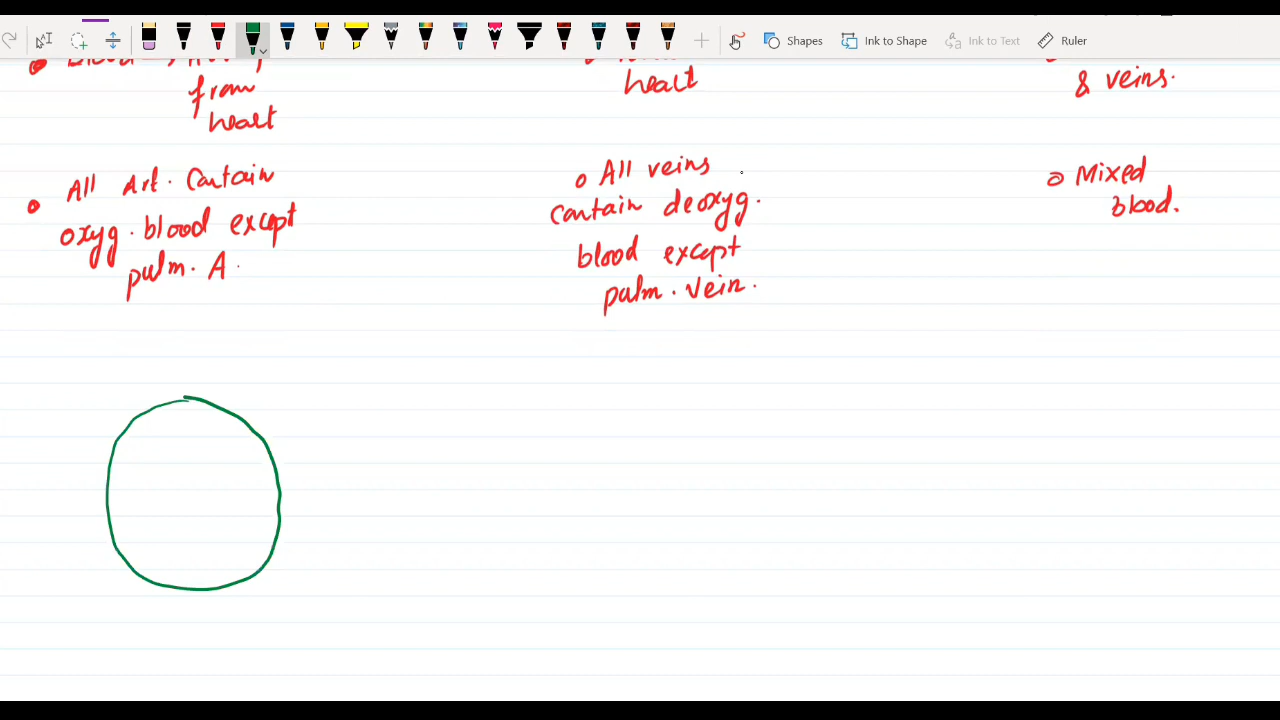 Shapes
Ink to Shape
Ink to Text
Ruler
from
heart
All Art. Contain
oxyg. blood except
pulm. A.
heart
All veins
contain deoxyg.
blood except
pulm. vein.
& veins.
Mixed
blood.